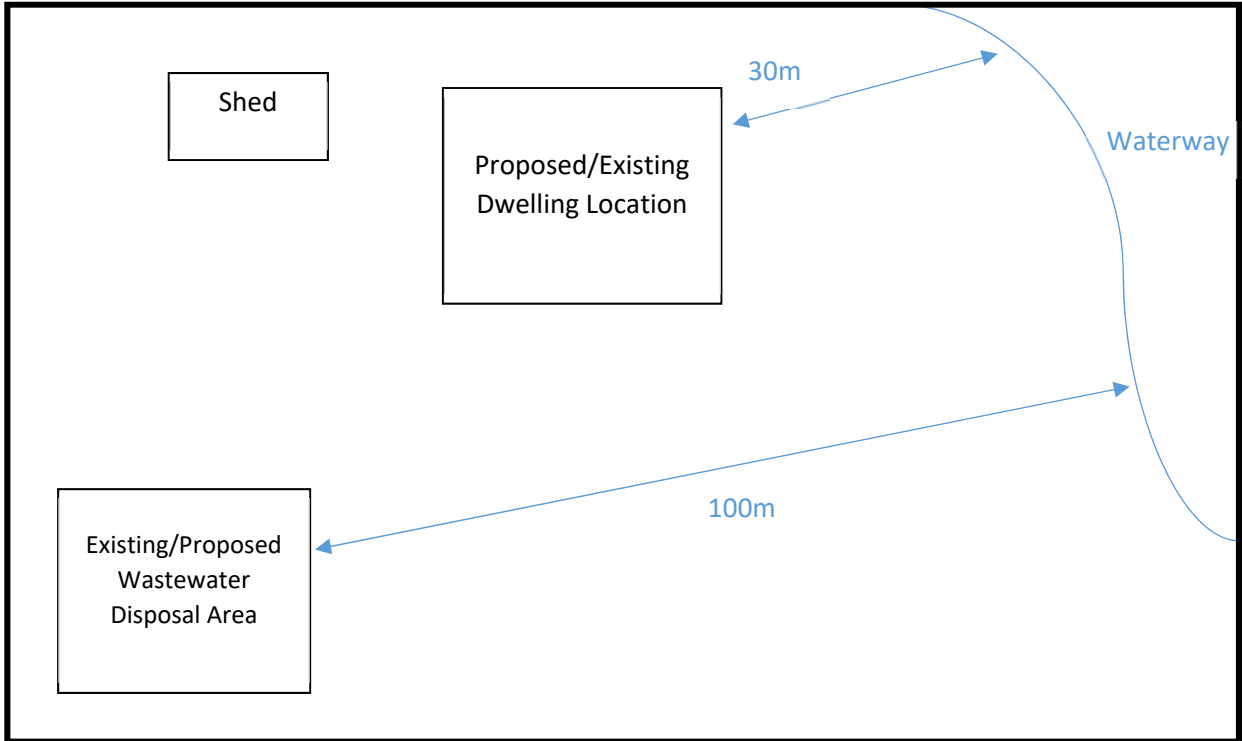 30m
Shed
Waterway
Proposed/Existing
Dwelling Location
100m
Existing/Proposed
Wastewater
Disposal Area